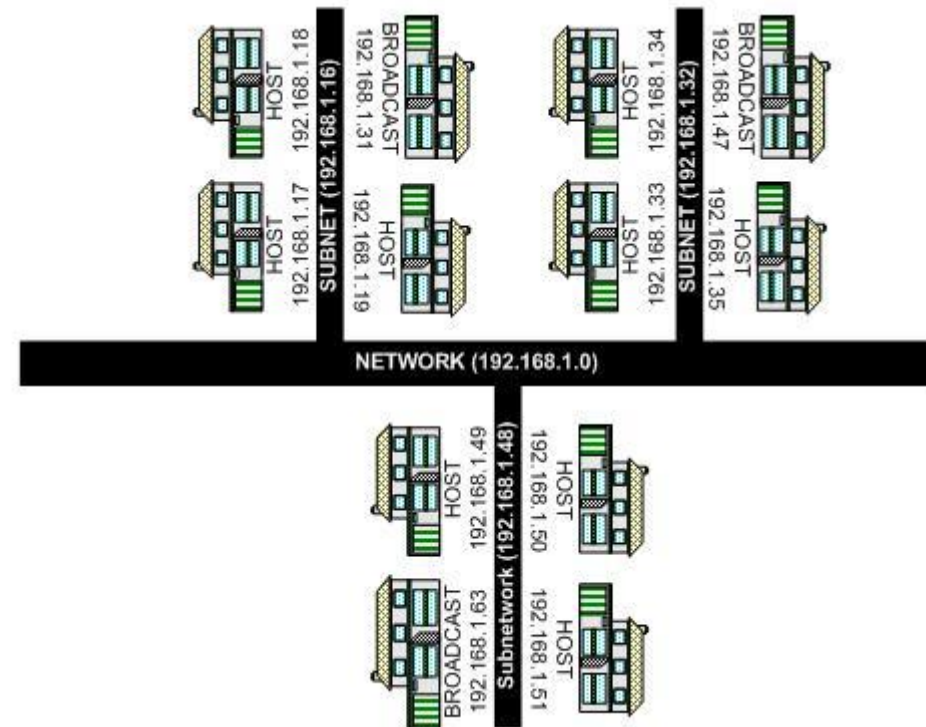 HOST
192.168.1.18
HOST
192.168.1.17
SUBNET (192.168.1.16)
BROADCAST
192.168.1.31
HOST
192.168.1.19
HOST
192.168.1.34
HOST
192.168.1.33
SUBNET (192.168.1.32)
BROADCAST
192.168.1.47
HOST
192.168.1.35
NETWORK (192.168.1.0)
HOST
192.168.1.49
BROADCAST
192.168.1.63
Subnetwork (192.168.1.48)
HOST
192.168.1.50
HOST
192.168.1.51